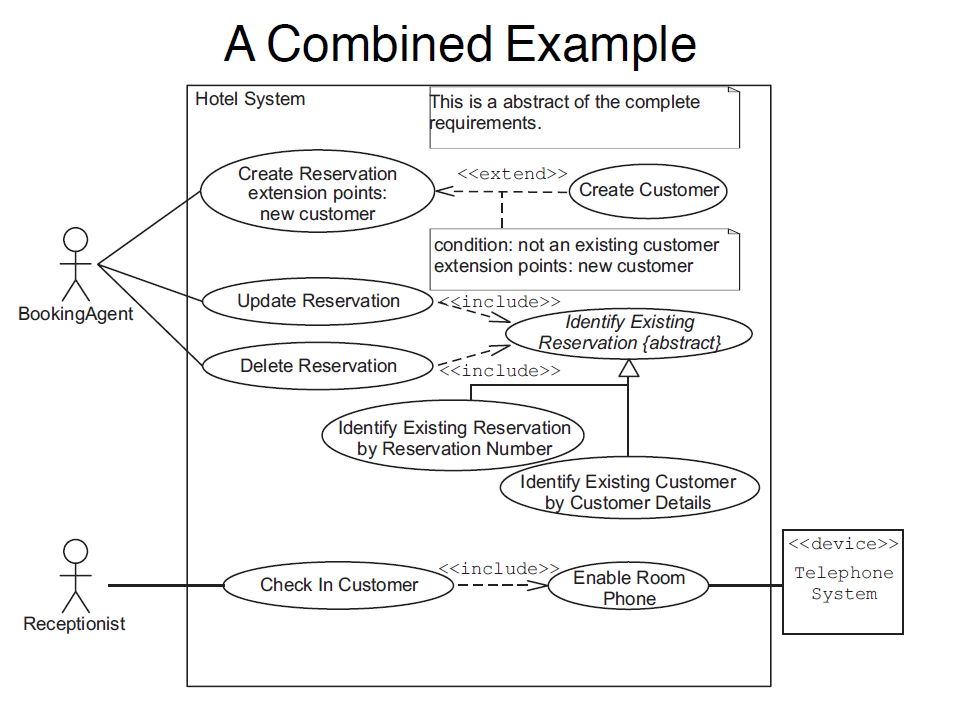 A Combined Example
Hotel System
This is a abstract of the complete
requirements.
Create Reservation
extension points:
new customer
<<extend>>
Create Customer
condition: not an existing customer
extension points: new customer
BookingAgent
Update Reservation
<<include>>
Identify Existing
Reservation {abstract}
Delete Reservation
<<include>>
Identify Existing Reservation
by Reservation Number
Identify Existing Customer
by Customer Details
Receptionist
Check In Customer
<<include>>
Enable Room
Phone
<<device>>
Telephone
System